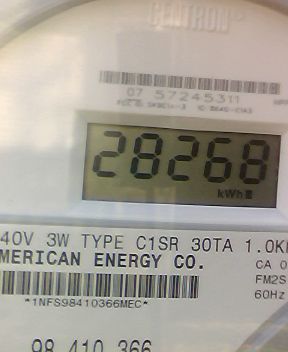 CENTRON
07 57245311
28268
kWh
40V 3W TYPE C1SR 30TA 1.0K
MERICAN ENERGY CO.
CA 0
FM2S
*1NFS98410366MEC*
60Hz
98 410 366